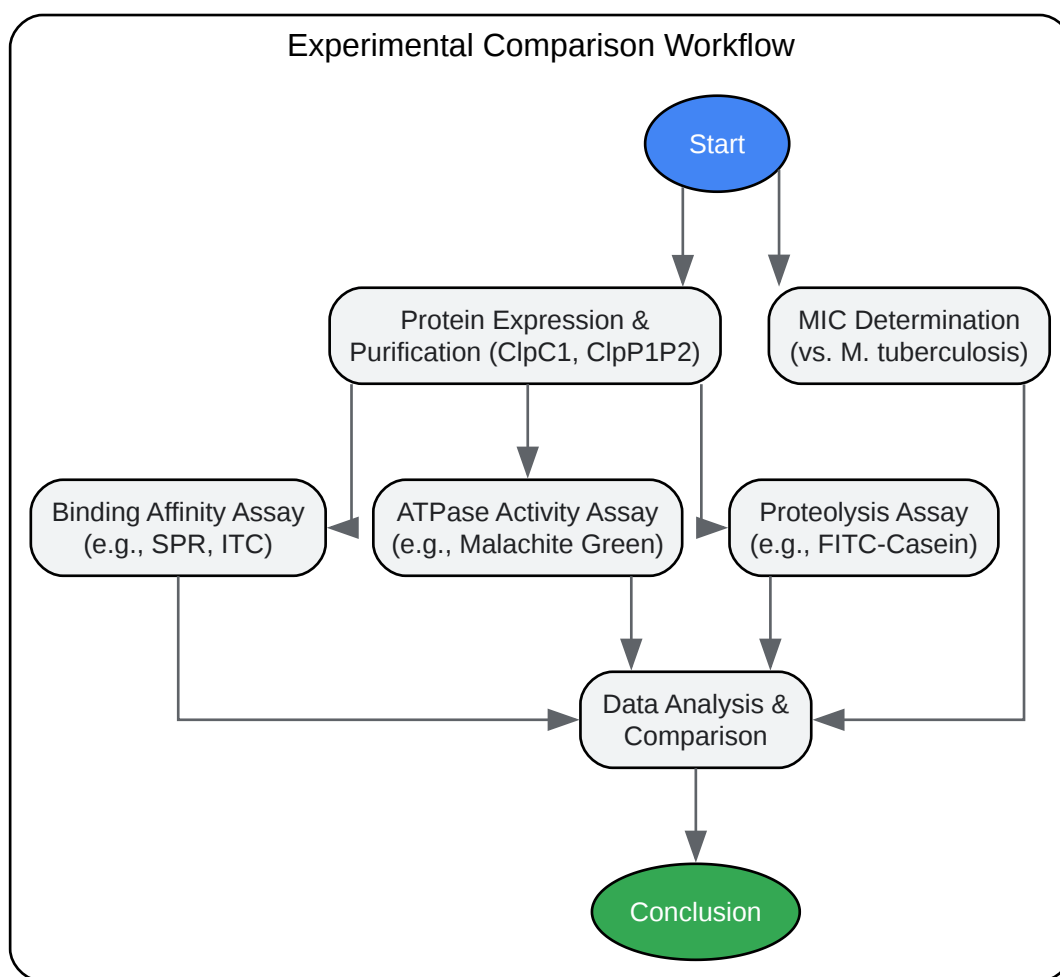 Experimental Comparison Workflow
Start
Protein Expression &
Purification (ClpC1, ClpP1P2)
MIC Determination
(vs. M. tuberculosis)
Binding Affinity Assay
(e.g., SPR, ITC)
ATPase Activity Assay
(e.g., Malachite Green)
Proteolysis Assay
(e.g., FITC-Casein)
Data Analysis &
Comparison
Conclusion